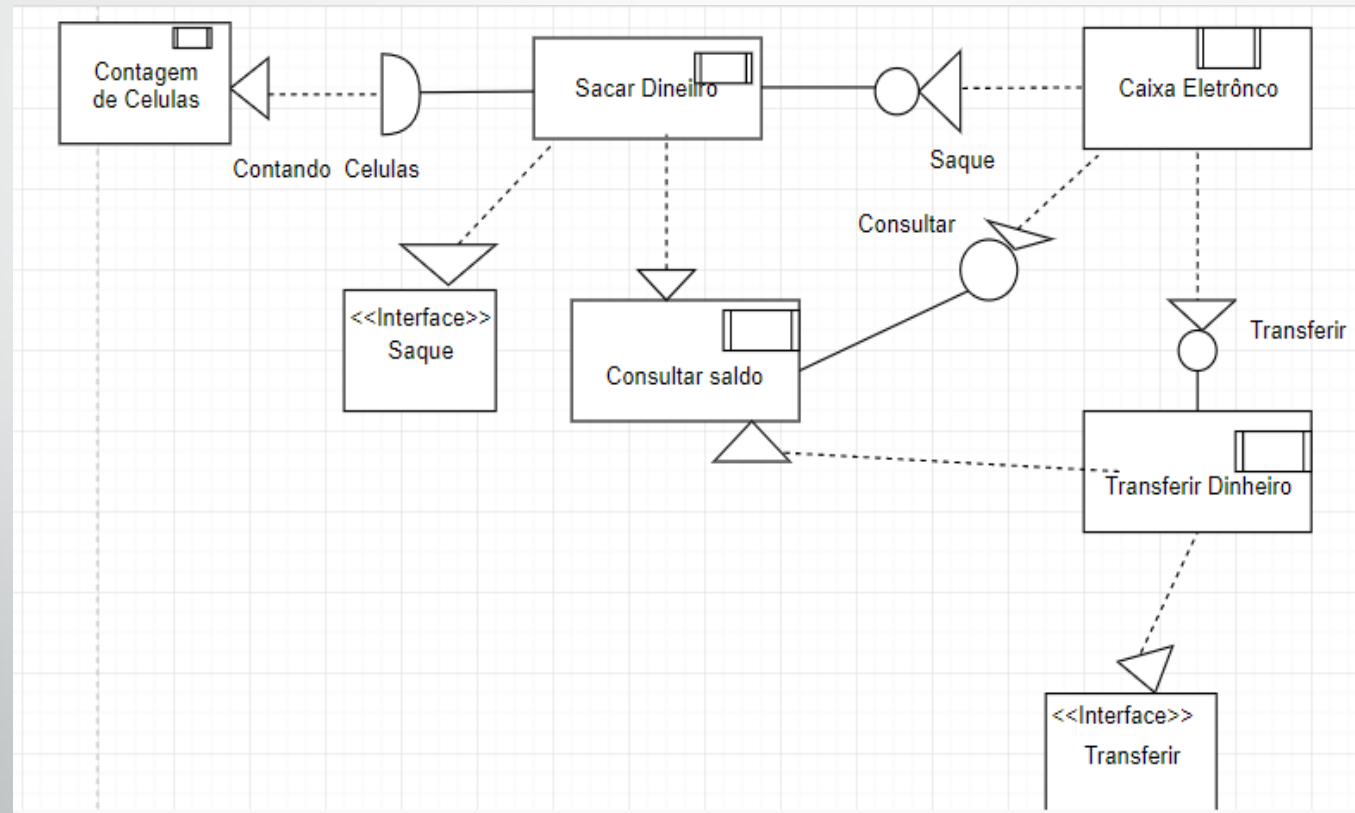 Contagem
de Celulas
Sacar Dineiro
Caixa Eletrônco
Contando Celulas
Saque
Consultar
<<Interface>>
Saque
Consultar saldo
Transferir
Transferir Dinheiro
<<Interface>>
Transferir